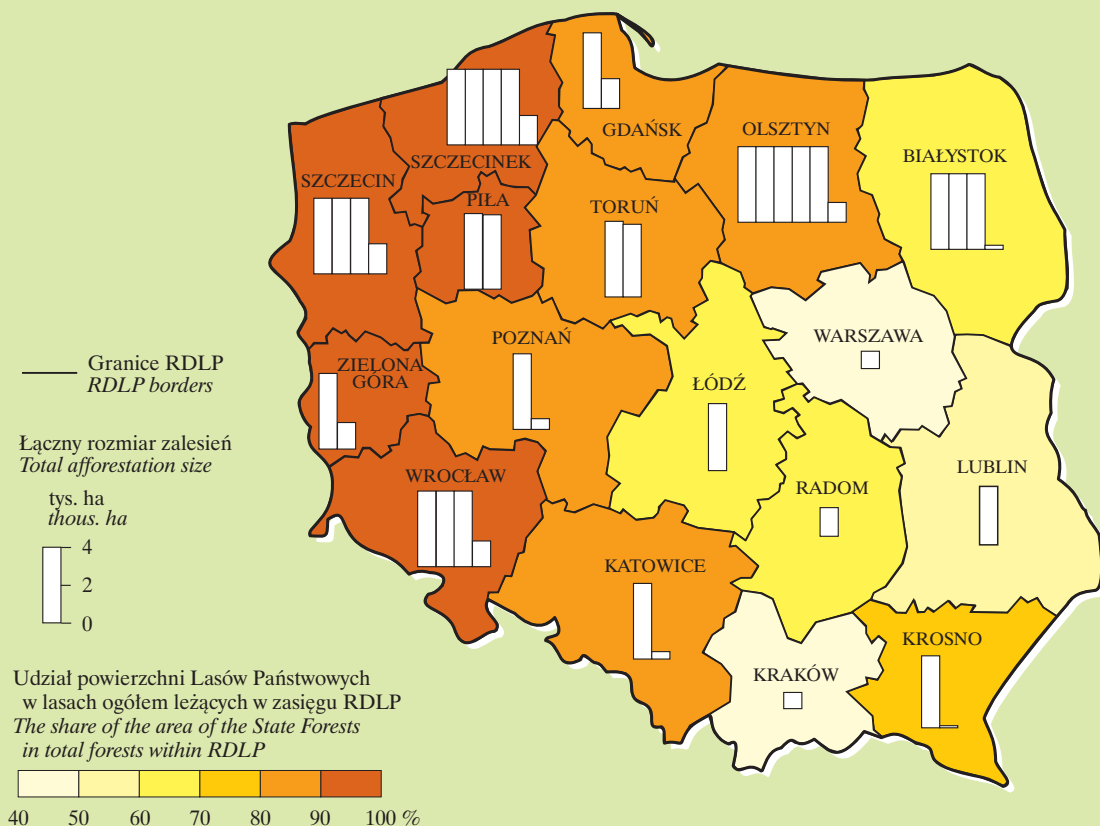 GDAŃSK
OLSZTYN
BIAŁYSTOK
SZCZECINEK
SZCZECIN
PIŁA
TORUŃ
WARSZAWA
POZNAŃ
ZIELONA
GÓRA
ŁÓDŹ
WROCŁAW
RADOM
LUBLIN
KATOWICE
KROSNO
KRAKÓW
Granice RDLP
RDLP borders
Łączny rozmiar zalesień
Total afforestation size
tys. ha
thous. ha
4
2
0
Udział powierzchni Lasów Państwowych
w lasach ogółem leżących w zasięgu RDLP
The share of the area of the State Forests
in total forests within RDLP
40 50 60 70 80 90 100 %